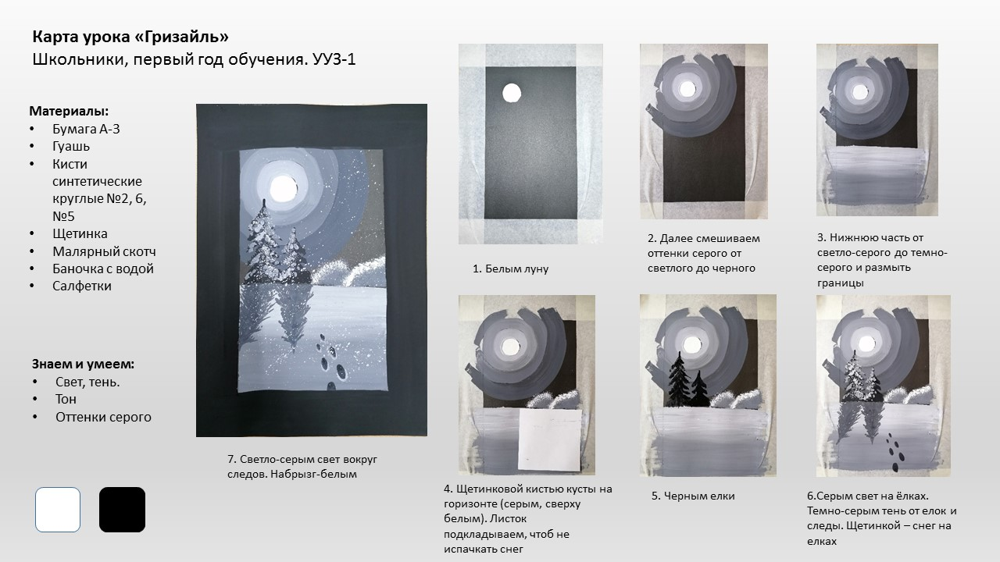 Карта урока «Гризайль»
Школьники, первый год обучения. УУЗ-1
Материалы:
• Бумага А-3
• Гуашь
• Кисти
синтетические
круглые №2, 6,
№5
• Щетинка
• Малярный скотч
• Баночка с водой
• Салфетки
Знаем и умеем:
• Свет, тень.
• Тон
• Оттенки серого
1. Белым луну
2. Далее смешиваем
оттенки серого от
светлого до черного
3. Нижнюю часть от
светло-серого до темно-
серого и размыть
границы
4. Щетинковой кистью кусты на
горизонте (серым, сверху
белым). Листок
подкладываем, чтоб не
испачкать снег
5. Черным елки
6.Серым свет на ёлках.
Темно-серым тень от елок и
следы. Щетинкой – снег на
елках
7. Светло-серым свет вокруг
следов. Набрызг-белым